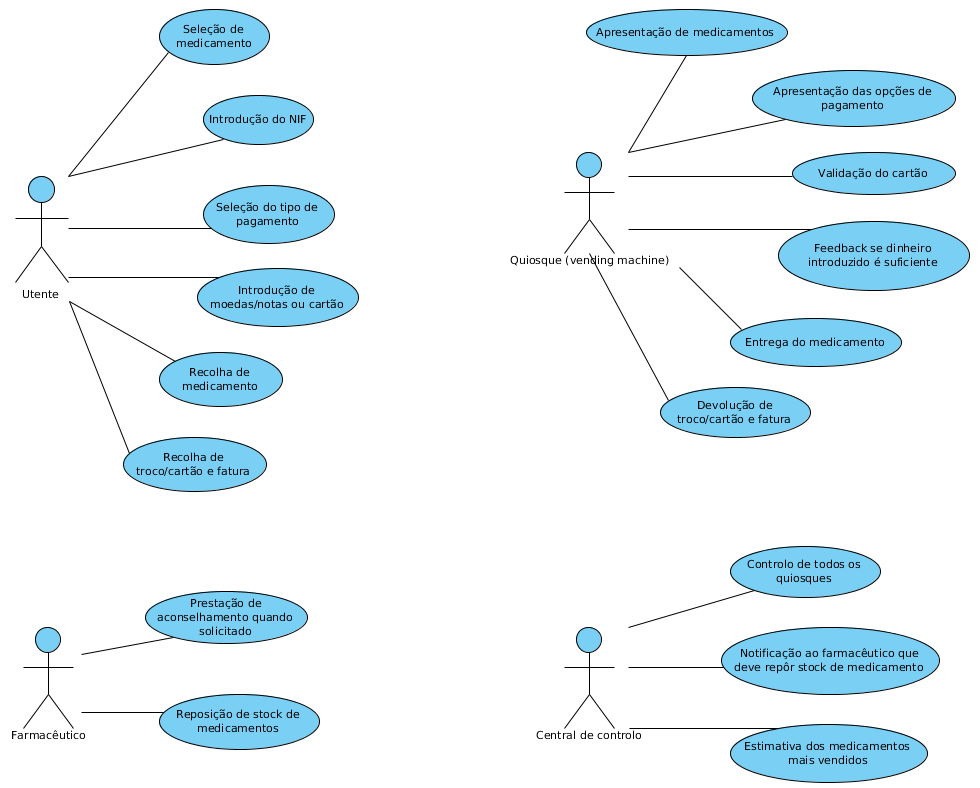 Seleção de
medicamento
Introdução do NIF
Seleção do tipo de
pagamento
Introdução de
moedas/notas ou cartão
Recolha de
medicamento
Recolha de
troco/cartão e fatura
Utente
Apresentação de medicamentos
Apresentação das opções de
pagamento
Validação do cartão
Feedback se dinheiro
introduzido é suficiente
Entrega do medicamento
Devolução de
troco/cartão e fatura
Quiosque (vending machine)
Prestação de
aconselhamento quando
solicitado
Reposição de stock de
medicamentos
Farmacêutico
Controlo de todos os
quiosques
Notificação ao farmacêutico que
deve repôr stock de medicamento
Estimativa dos medicamentos
mais vendidos
Central de controlo